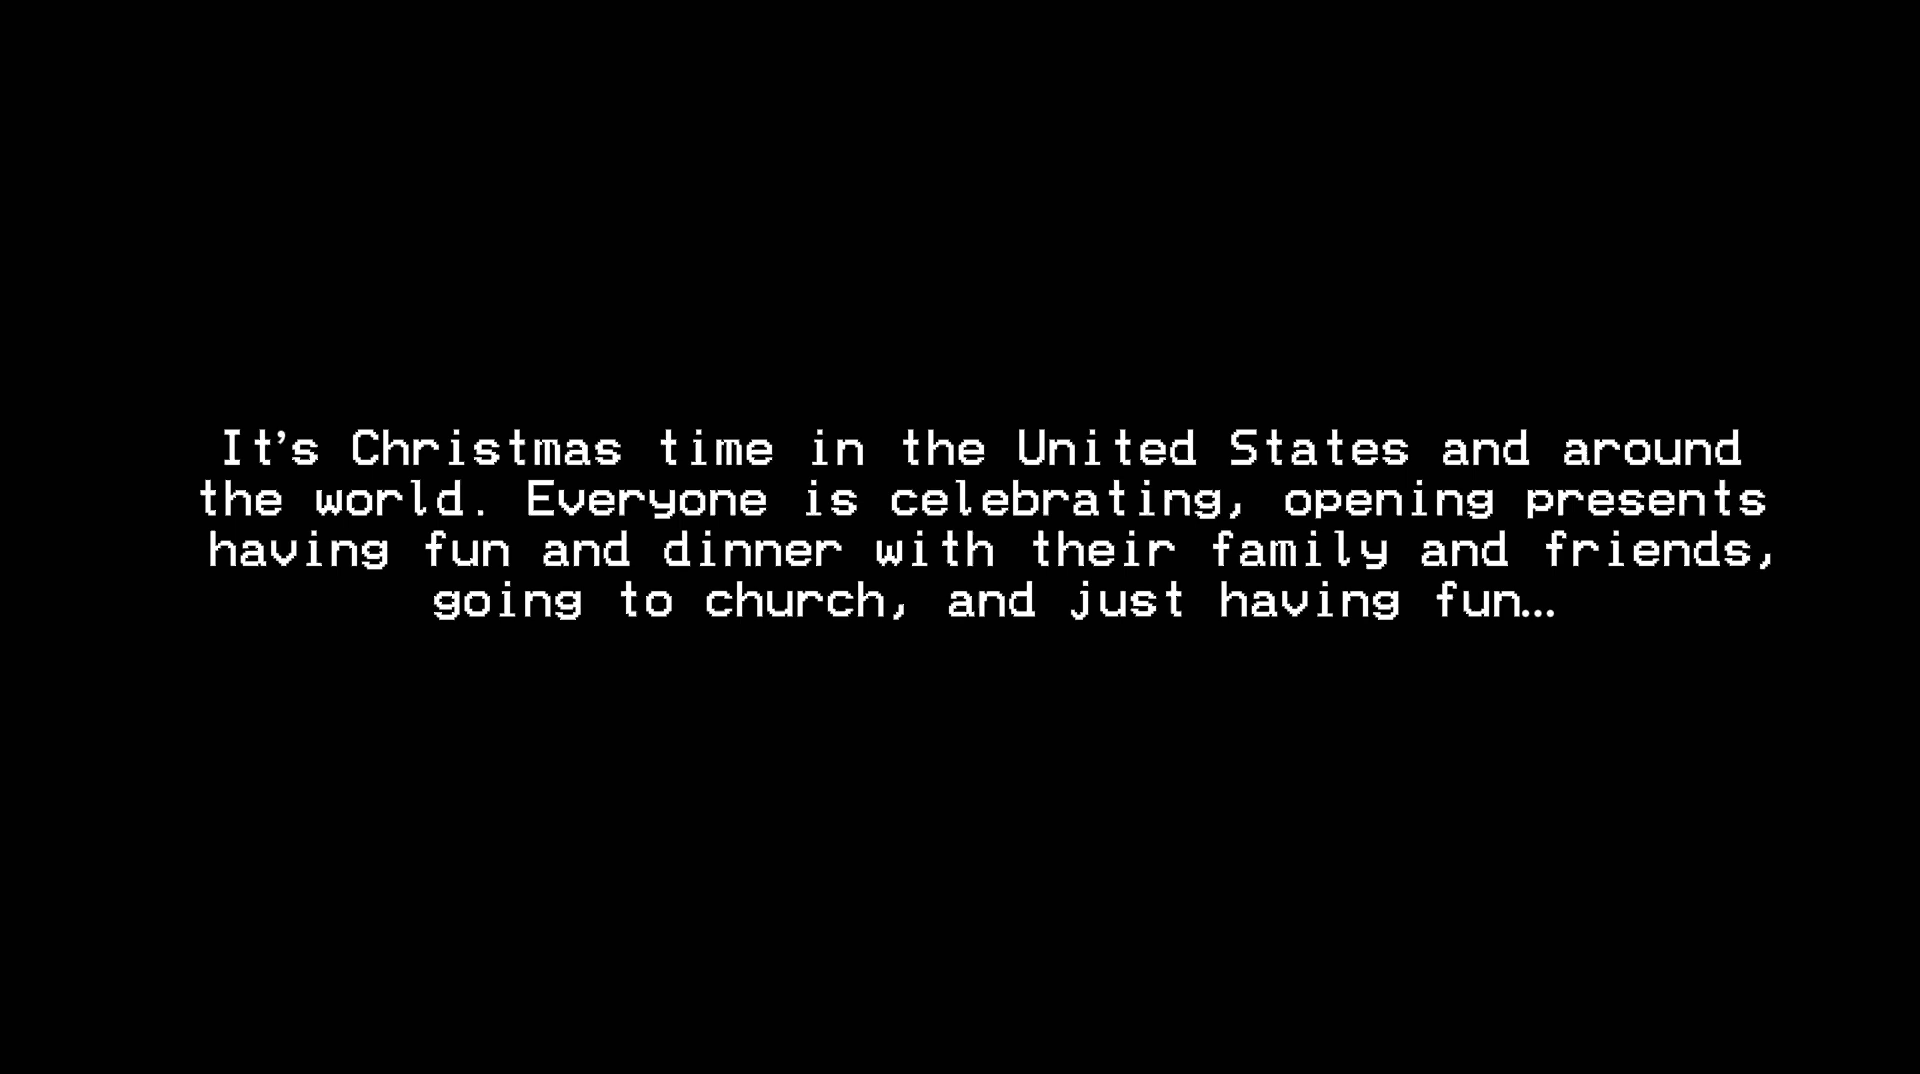 It's Christmas time in the United States and around
the world. Everyone is celebrating, opening presents
having fun and dinner with their family and friends,
going to church, and just having fun...